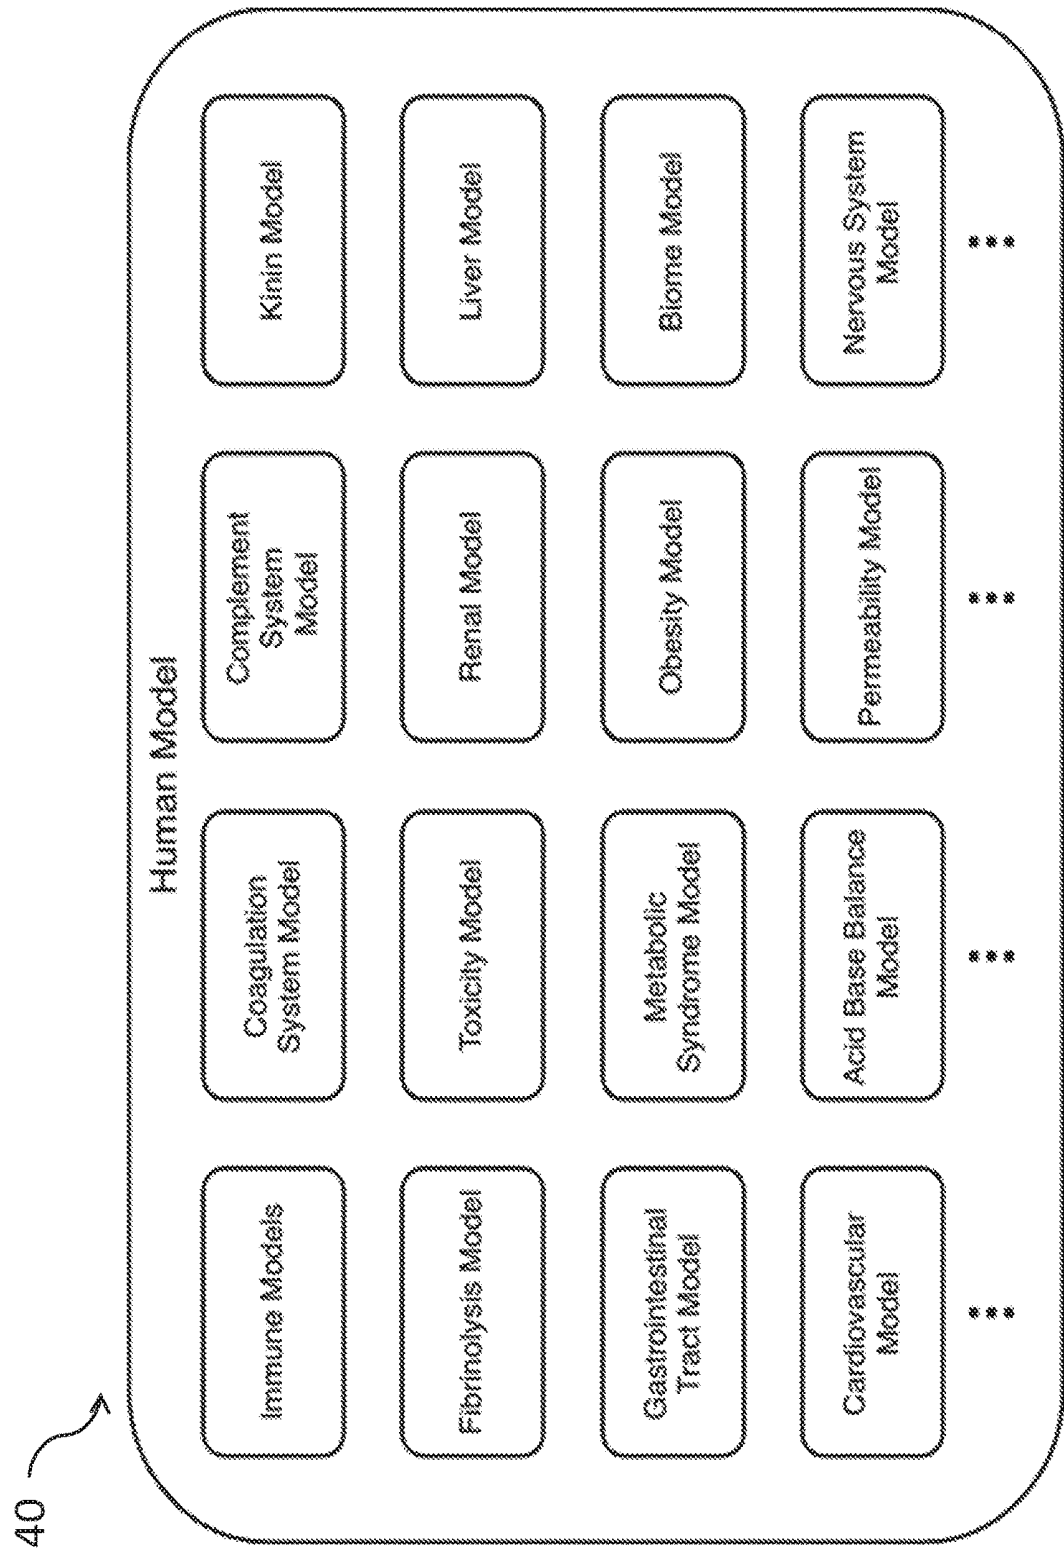 40
Human Model
Immune Models
Coagulation
System Model
Complement
System
Model
Kinin Model
Fibrinolysis Model
Toxicity Model
Renal Model
Liver Model
Gastrointestinal
Tract Model
Metabolic
Syndrome Model
Obesity Model
Biome Model
Cardiovascular
Model
Acid Base Balance
Model
Permeability Model
Nervous System
Model